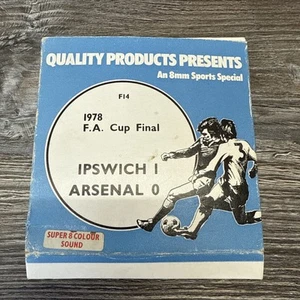 QUALITY PRODUCTS PRESENTS
An 8mm Sports Special
F14
1978
F.A. Cup Final
IPSWICH 1
ARSENAL 0
SUPER 8 COLOUR
SOUND